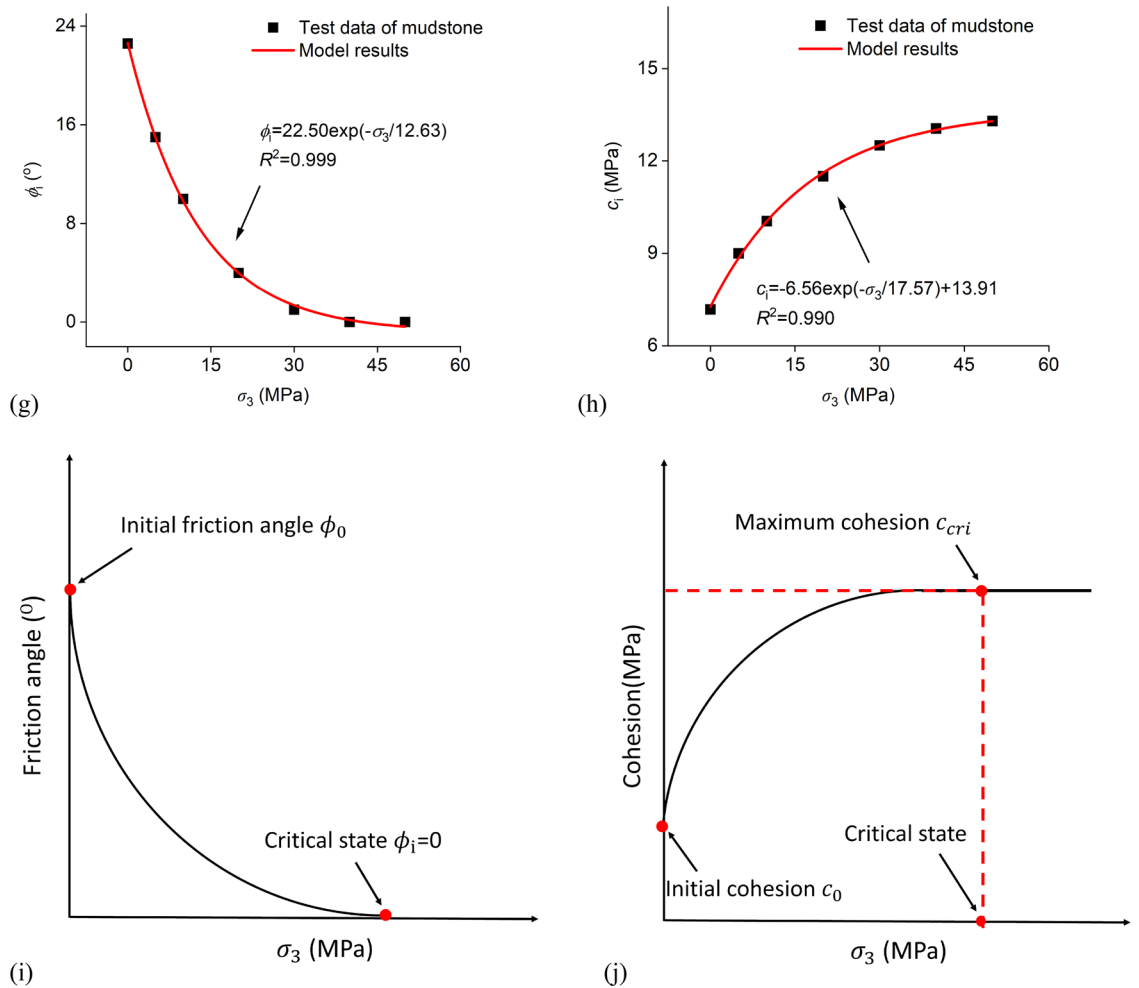 24
16
8
0
ϕi (°)
Test data of mudstone
Model results
ϕi=22.50exp(-σ3/12.63)
R²=0.999
0 15 30 45 60
σ3 (MPa)
(g)
15
12
9
6
ci (MPa)
Test data of mudstone
Model results
ci=-6.56exp(-σ3/17.57)+13.91
R²=0.990
0 15 30 45 60
σ3 (MPa)
(h)
Friction angle (⁰)
Initial friction angle ϕ0
Critical state ϕi=0
σ3 (MPa)
(i)
Cohesion(MPa)
Maximum cohesion ccri
Critical state
Initial cohesion c0
σ3 (MPa)
(j)